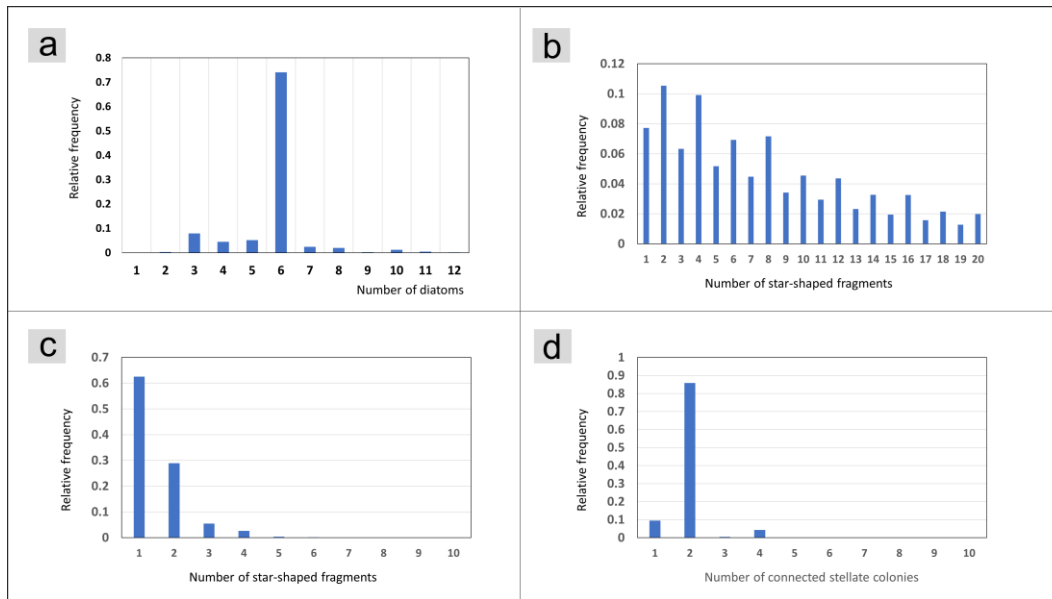 a
0.8
0.7
0.6
0.5
0.4
0.3
0.2
0.1
0
Relative frequency
1 2 3 4 5 6 7 8 9 10 11 12
Number of diatoms
b
0.12
0.1
0.08
0.06
0.04
0.02
0
Relative frequency
1 2 3 4 5 6 7 8 9 10 11 12 13 14 15 16 17 18 19 20
Number of star-shaped fragments
c
0.7
0.6
0.5
0.4
0.3
0.2
0.1
0
Relative frequency
1 2 3 4 5 6 7 8 9 10
Number of star-shaped fragments
d
1
0.9
0.8
0.7
0.6
0.5
0.4
0.3
0.2
0.1
0
Relative frequency
1 2 3 4 5 6 7 8 9 10
Number of connected stellate colonies